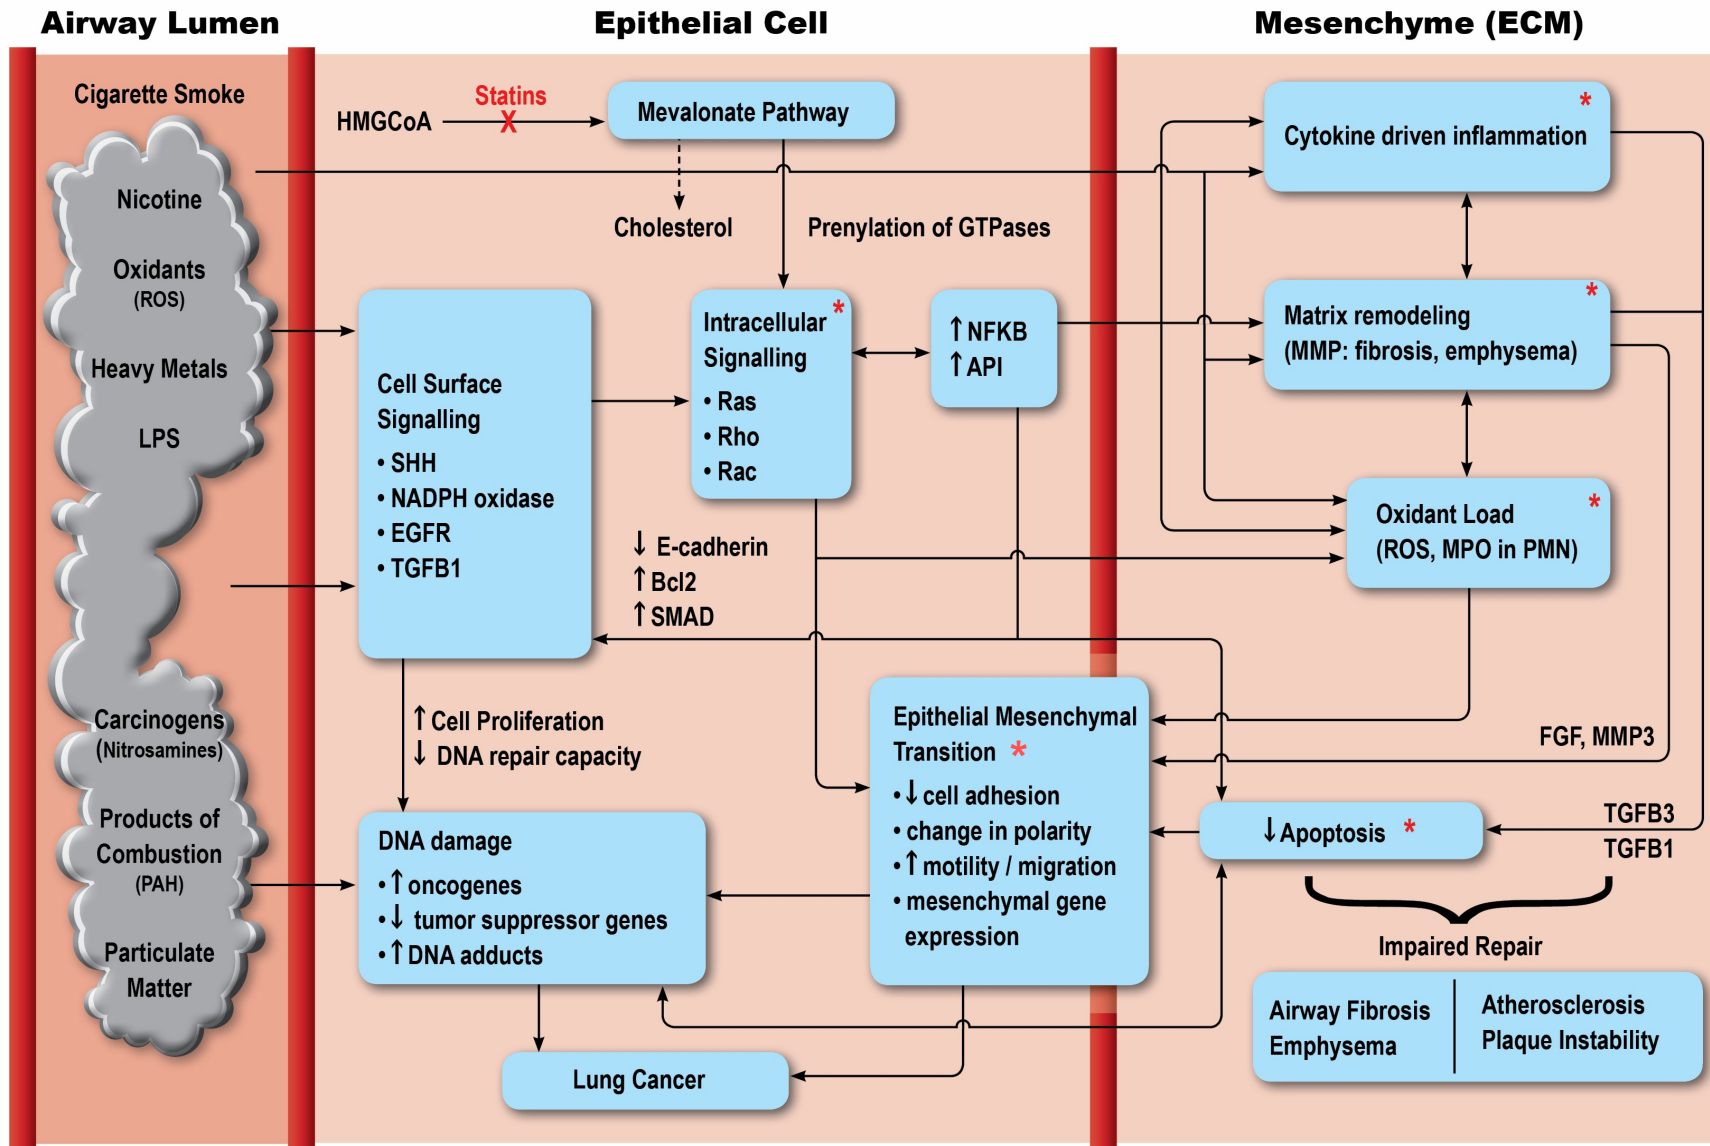 Airway Lumen
Epithelial Cell
Mesenchyme (ECM)
Cigarette Smoke
Nicotine
Oxidants
(ROS)
Heavy Metals
LPS
Carcinogens
(Nitrosamines)
Products of
Combustion
(PAH)
Particulate
Matter
HMGCoA
Statins
X
Mevalonate Pathway
Cholesterol
Prenylation of GTPases
Cell Surface
Signalling
• SHH
• NADPH oxidase
• EGFR
• TGFB1
Intracellular *
Signalling
• Ras
• Rho
• Rac
↑ NFKB
↑ API
↓ E-cadherin
↑ Bcl2
↑ SMAD
↑ Cell Proliferation
↓ DNA repair capacity
DNA damage
• ↑ oncogenes
• ↓ tumor suppressor genes
• ↑ DNA adducts
Epithelial Mesenchymal
Transition *
• ↓ cell adhesion
• change in polarity
• ↑ motility / migration
• mesenchymal gene
expression
Lung Cancer
*
Cytokine driven inflammation
*
Matrix remodeling
(MMP: fibrosis, emphysema)
*
Oxidant Load
(ROS, MPO in PMN)
FGF, MMP3
↓ Apoptosis *
TGFB3
TGFB1
Impaired Repair
Airway Fibrosis
Emphysema
Atherosclerosis
Plaque Instability